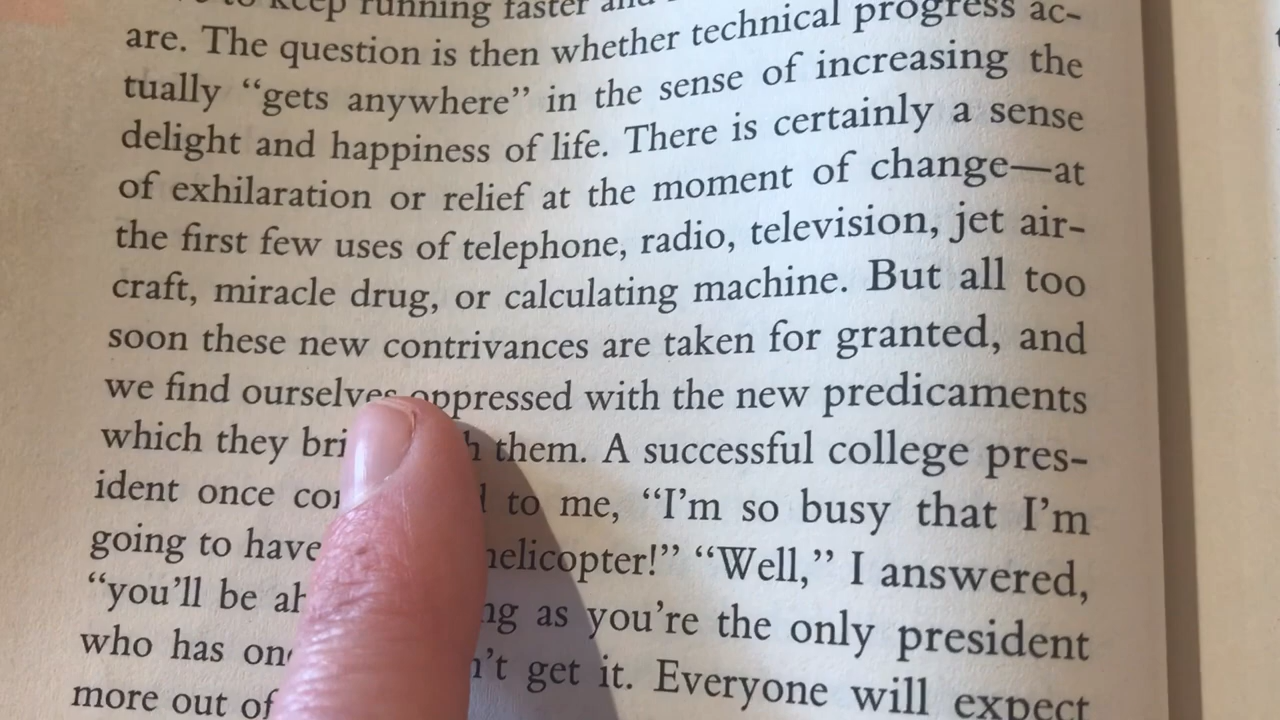 to keep running faster
are. The question is then whether technical progress ac-
tually “gets anywhere” in the sense of increasing the
delight and happiness of life. There is certainly a sense
of exhilaration or relief at the moment of change—at
the first few uses of telephone, radio, television, jet air-
craft, miracle drug, or calculating machine. But all too
soon these new contrivances are taken for granted, and
we find ourselves oppressed with the new predicaments
which they them. A successful college pres-
ident once to me, “I’m so busy that I’m
going to have helicopter!” “Well,” I answered,
“you’ll be as you’re the only president
who has get it. Everyone will expect
more out of